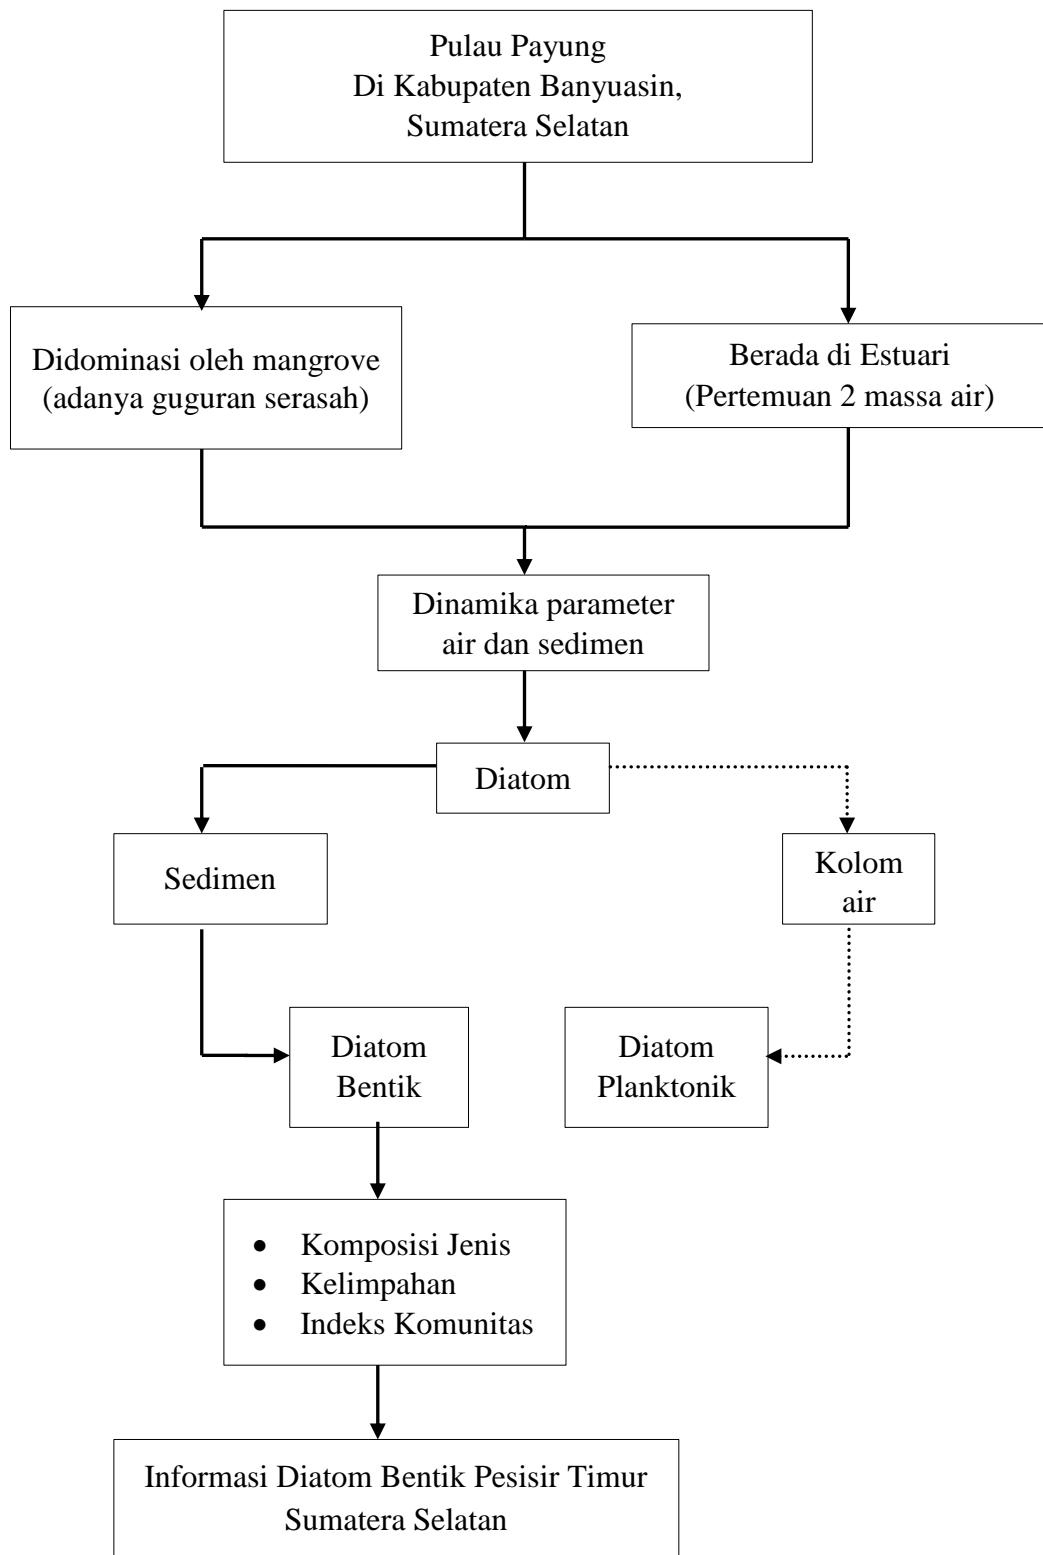 Pulau Payung
Di Kabupaten Banyuasin,
Sumatera Selatan
Didominasi oleh mangrove
(adanya guguran serasah)
Berada di Estuari
(Pertemuan 2 massa air)
Dinamika parameter
air dan sedimen
Diatom
Sedimen
Kolom
air
Diatom
Bentik
Diatom
Planktonik
• Komposisi Jenis
• Kelimpahan
• Indeks Komunitas
Informasi Diatom Bentik Pesisir Timur
Sumatera Selatan